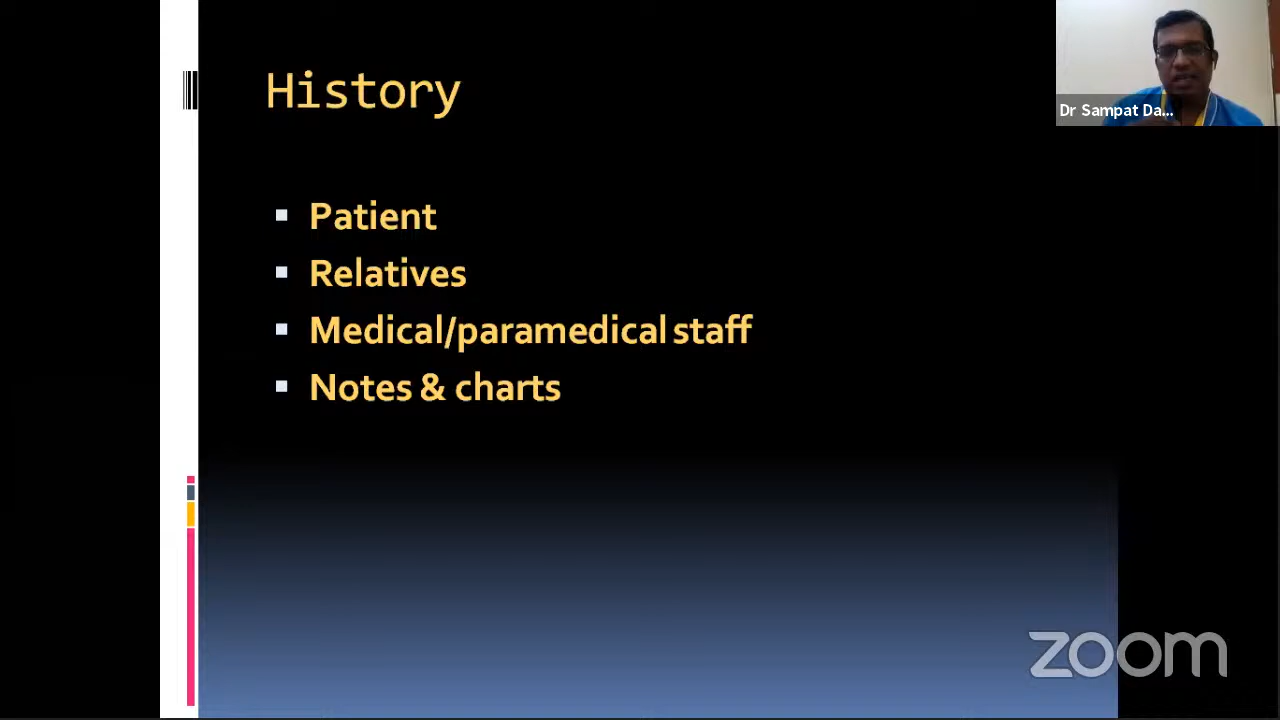 History
Dr Sampat Da...
Patient
Relatives
Medical/paramedical staff
Notes & charts
zoom